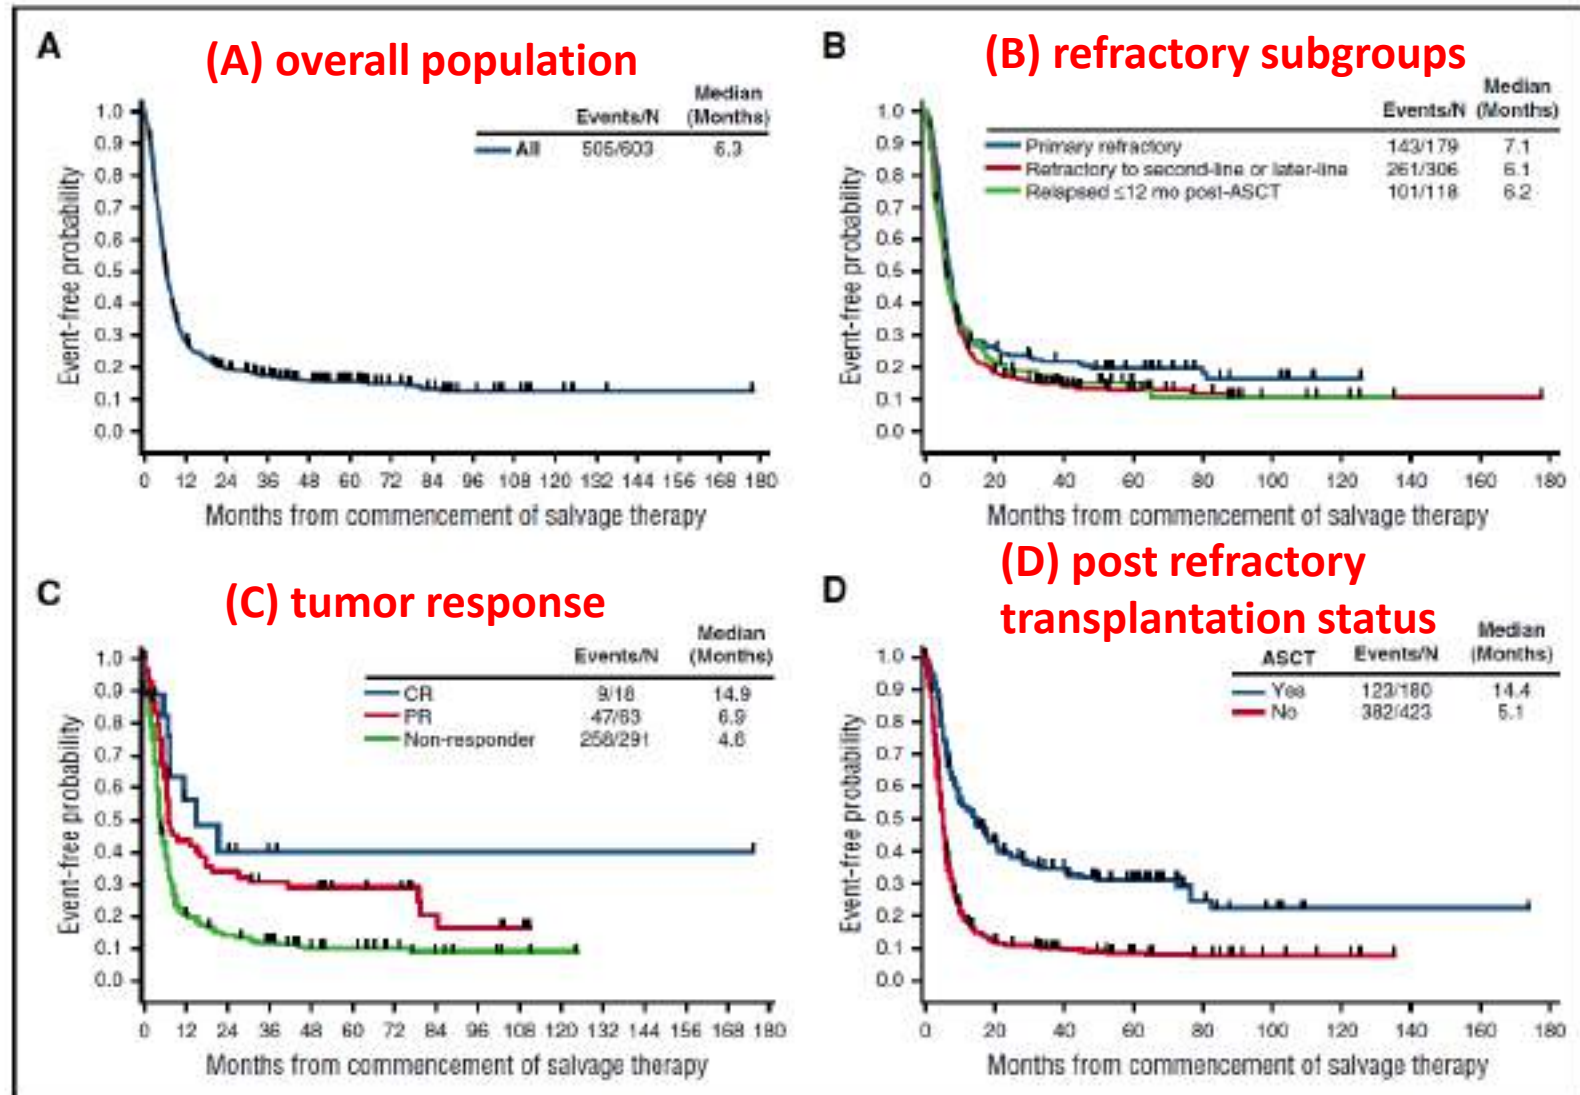 A
(A) overall population
Events/N Median (Months)
All 505/603 6.3
Event-free probability
1.0
0.9
0.8
0.7
0.6
0.5
0.4
0.3
0.2
0.1
0.0
0 12 24 36 48 60 72 84 96 108 120 132 144 156 168 180
Months from commencement of salvage therapy
B
(B) refractory subgroups
Events/N Median (Months)
Primary refractory 143/179 7.1
Refractory to second-line or later-line 261/306 6.1
Relapsed ≤12 mo post-ASCT 101/118 6.2
Event-free probability
1.0
0.9
0.8
0.7
0.6
0.5
0.4
0.3
0.2
0.1
0.0
0 20 40 60 80 100 120 140 160 180
Months from commencement of salvage therapy
C
(C) tumor response
Events/N Median (Months)
CR 9/18 14.9
PR 47/63 6.9
Non-responder 256/291 4.6
Event-free probability
1.0
0.9
0.8
0.7
0.6
0.5
0.4
0.3
0.2
0.1
0.0
0 12 24 36 48 60 72 84 96 108 120 132 144 156 168 180
Months from commencement of salvage therapy
D
(D) post refractory
transplantation status
ASCT Events/N Median (Months)
Yes 123/180 14.4
No 382/423 5.1
Event-free probability
1.0
0.9
0.8
0.7
0.6
0.5
0.4
0.3
0.2
0.1
0.0
0 20 40 60 80 100 120 140 160 180
Months from commencement of salvage therapy